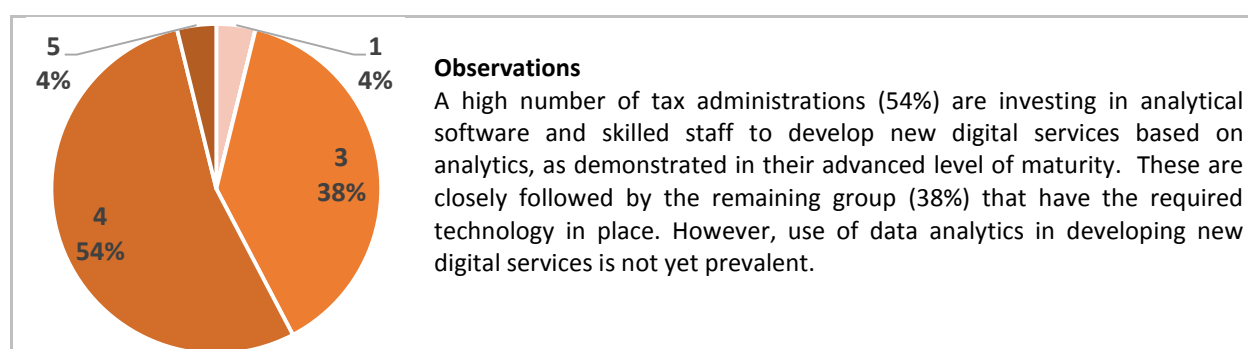 5
4%
1
4%
3
38%
4
54%
Observations
A high number of tax administrations (54%) are investing in analytical
software and skilled staff to develop new digital services based on
analytics, as demonstrated in their advanced level of maturity. These are
closely followed by the remaining group (38%) that have the required
technology in place. However, use of data analytics in developing new
digital services is not yet prevalent.